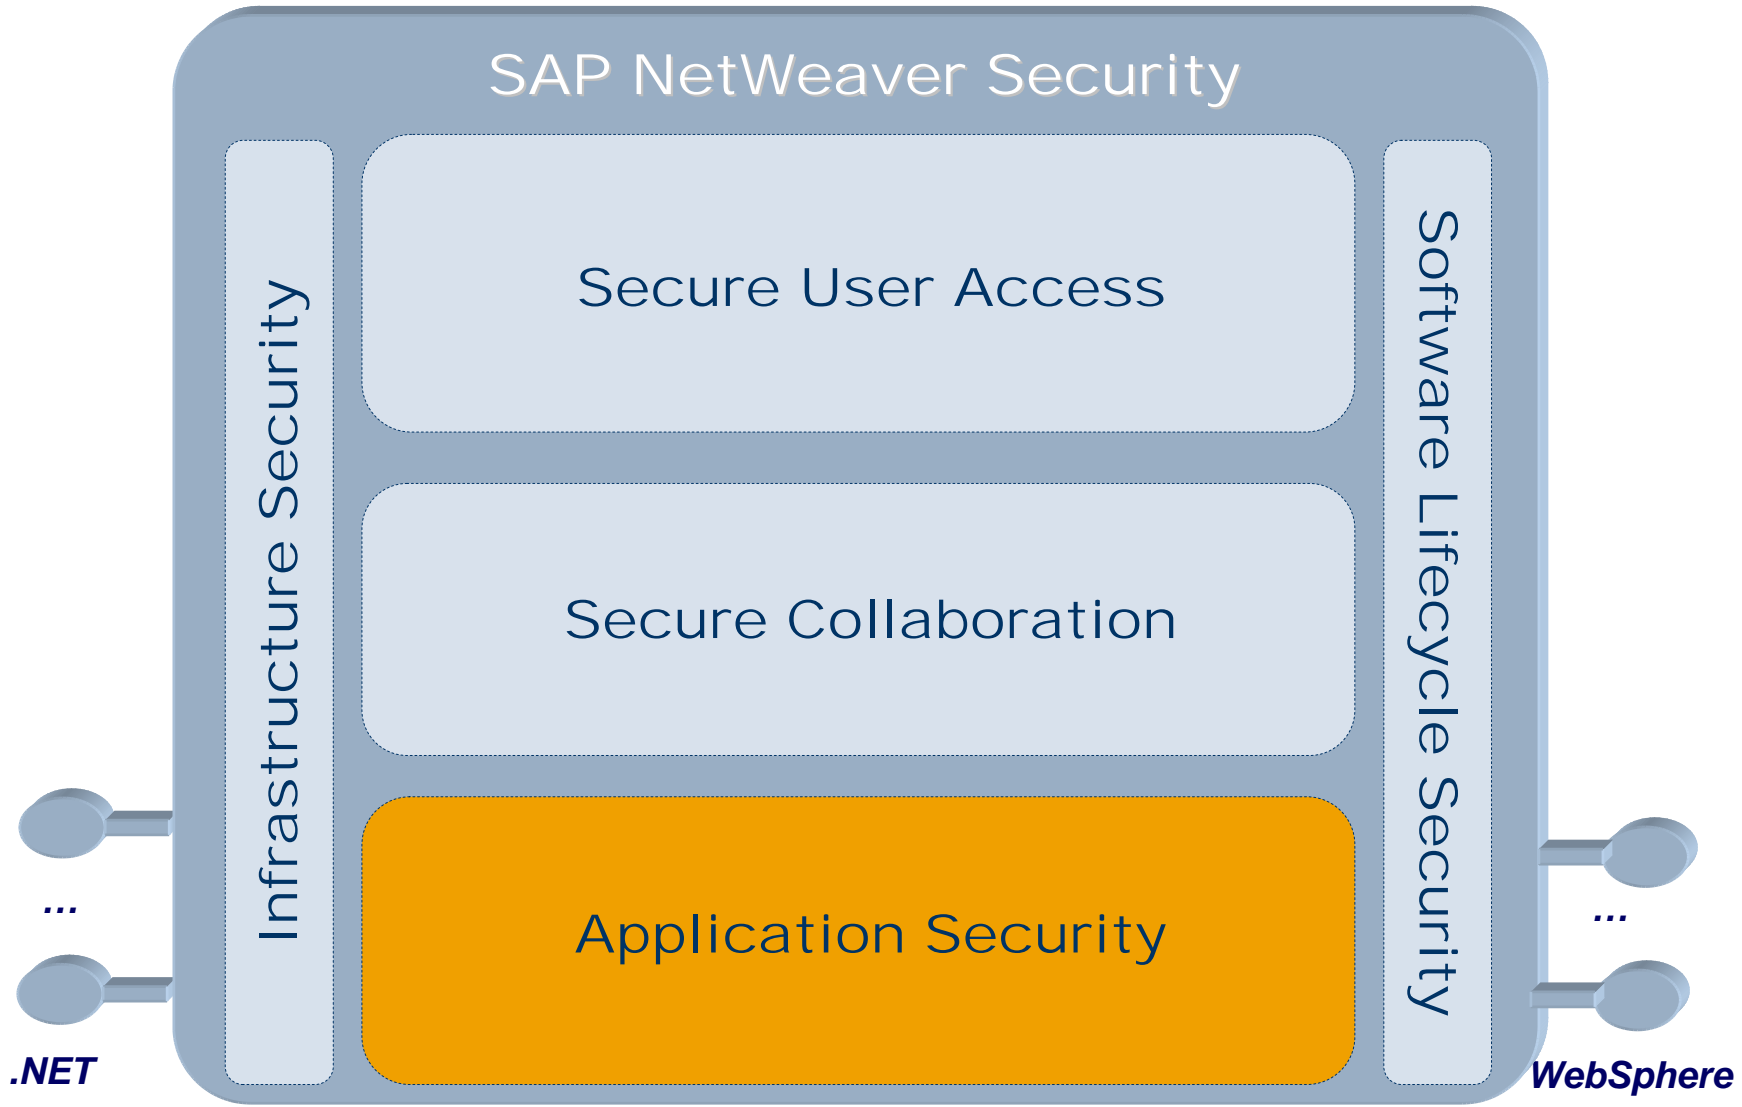 SAP NetWeaver Security
Infrastructure Security
Secure User Access
Secure Collaboration
Application Security
Software Lifecycle Security
...
.NET
...
WebSphere